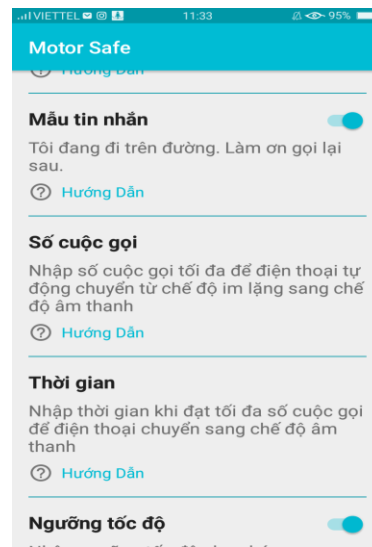 VIETTEL 11:33 95%
Motor Safe
Hướng Dẫn
Mẫu tin nhắn
Tôi đang đi trên đường. Làm ơn gọi lại
sau.
Hướng Dẫn
Số cuộc gọi
Nhập số cuộc gọi tối đa để điện thoại tự
động chuyển từ chế độ im lặng sang chế
độ âm thanh
Hướng Dẫn
Thời gian
Nhập thời gian khi đạt tối đa số cuộc gọi
để điện thoại chuyển sang chế độ âm
thanh
Hướng Dẫn
Ngưỡng tốc độ